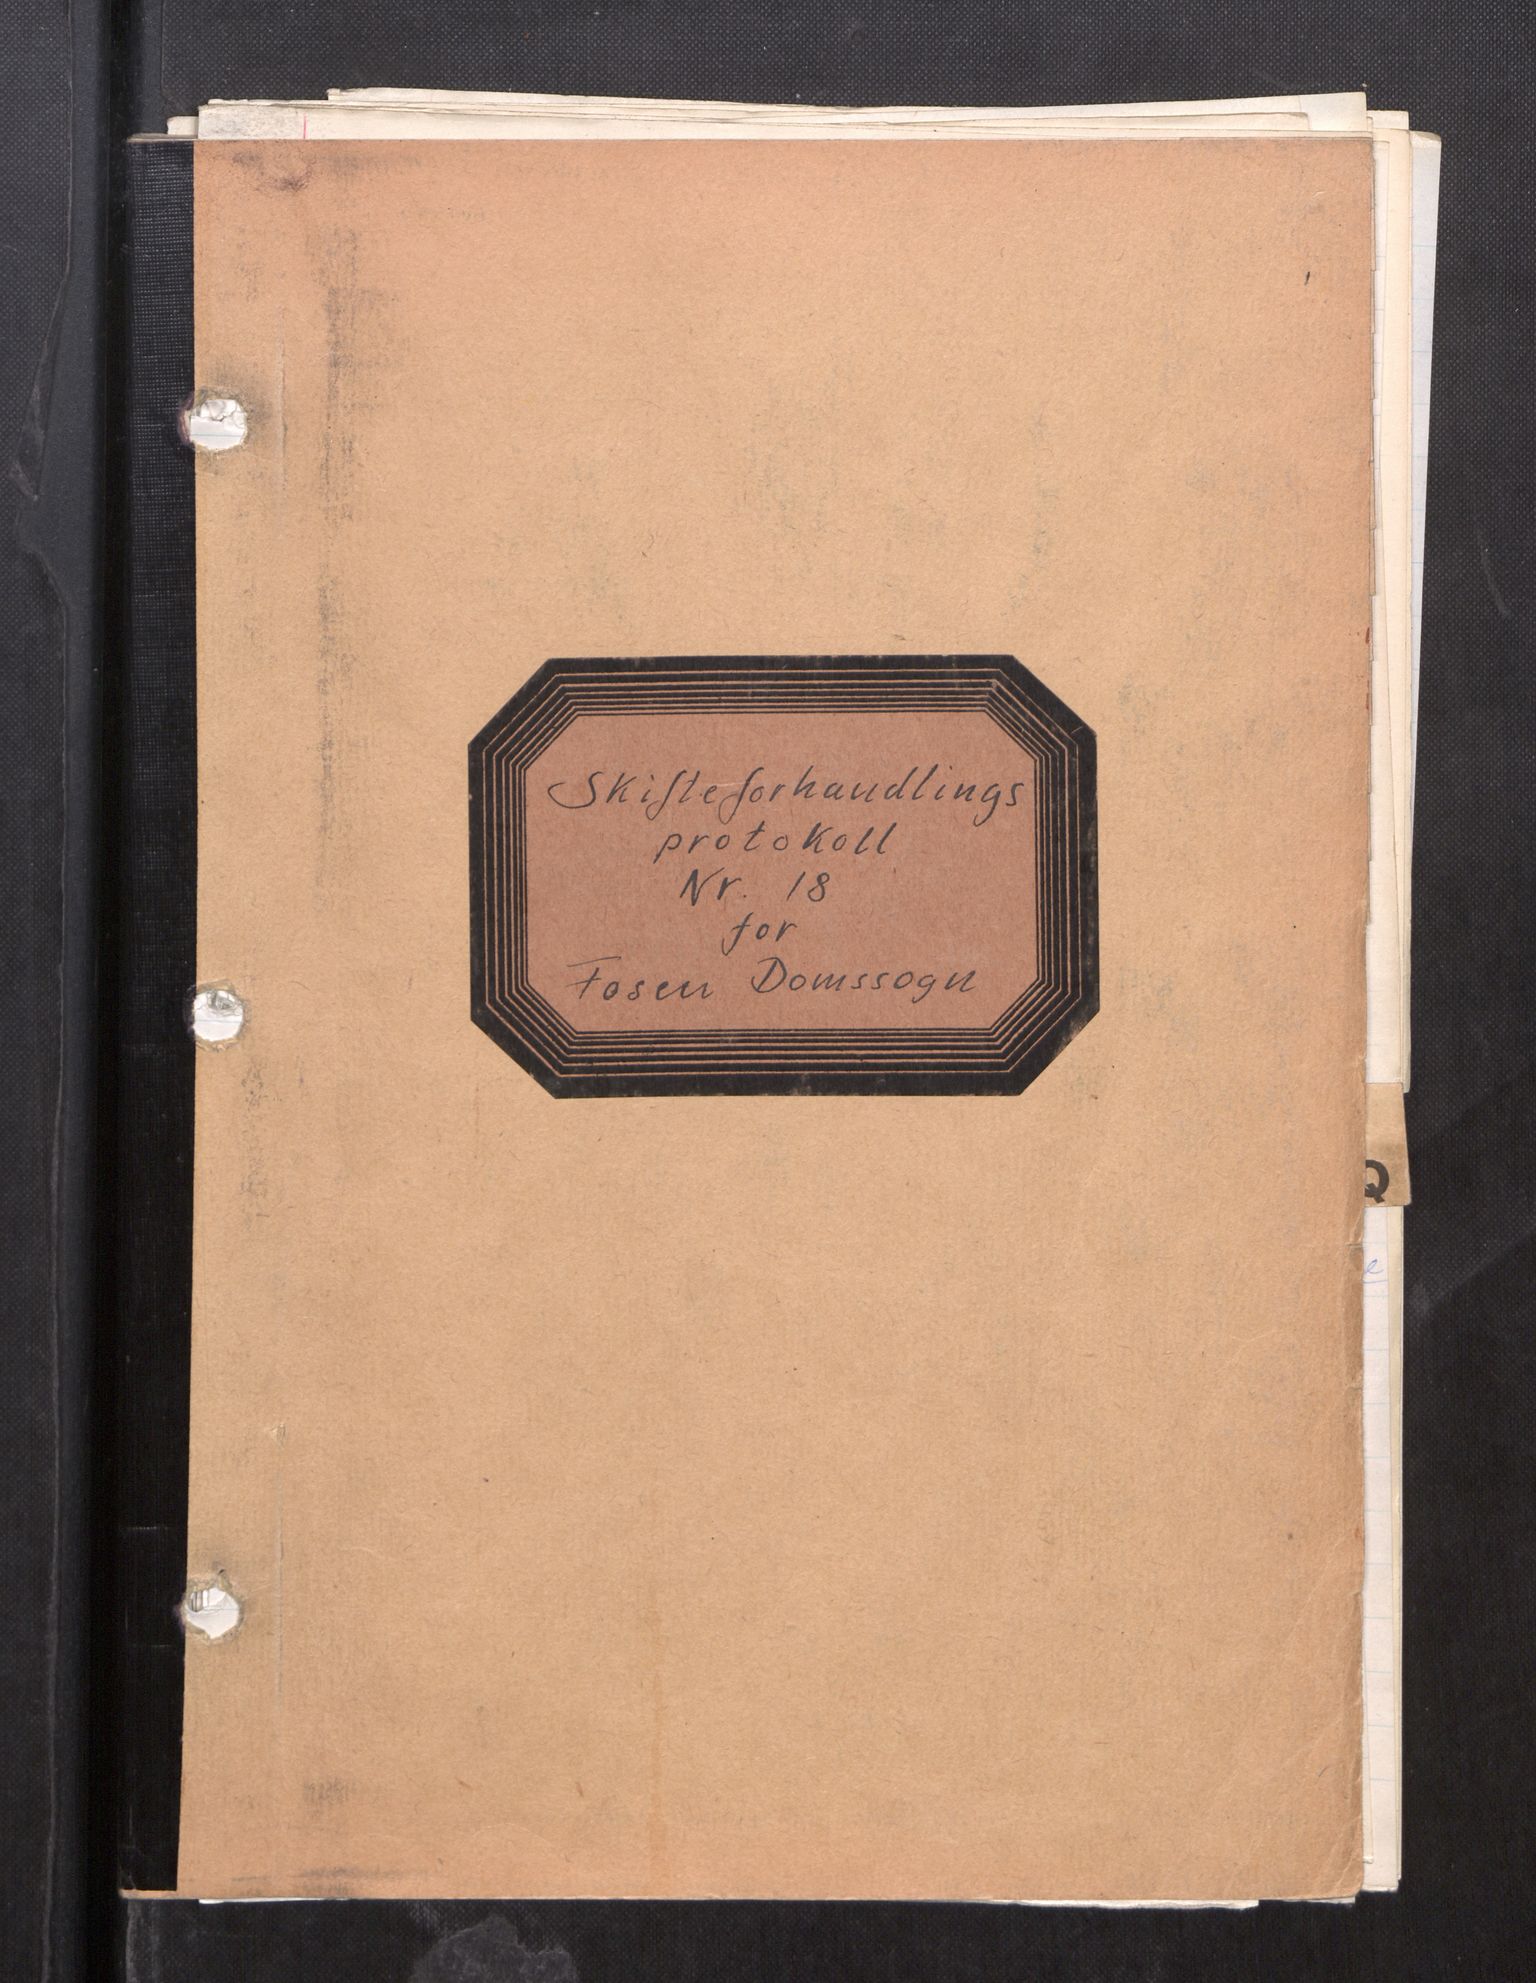 Skifteforhandlings
protokoll
Nr. 18
for
Fosen Domssogn
Q
e